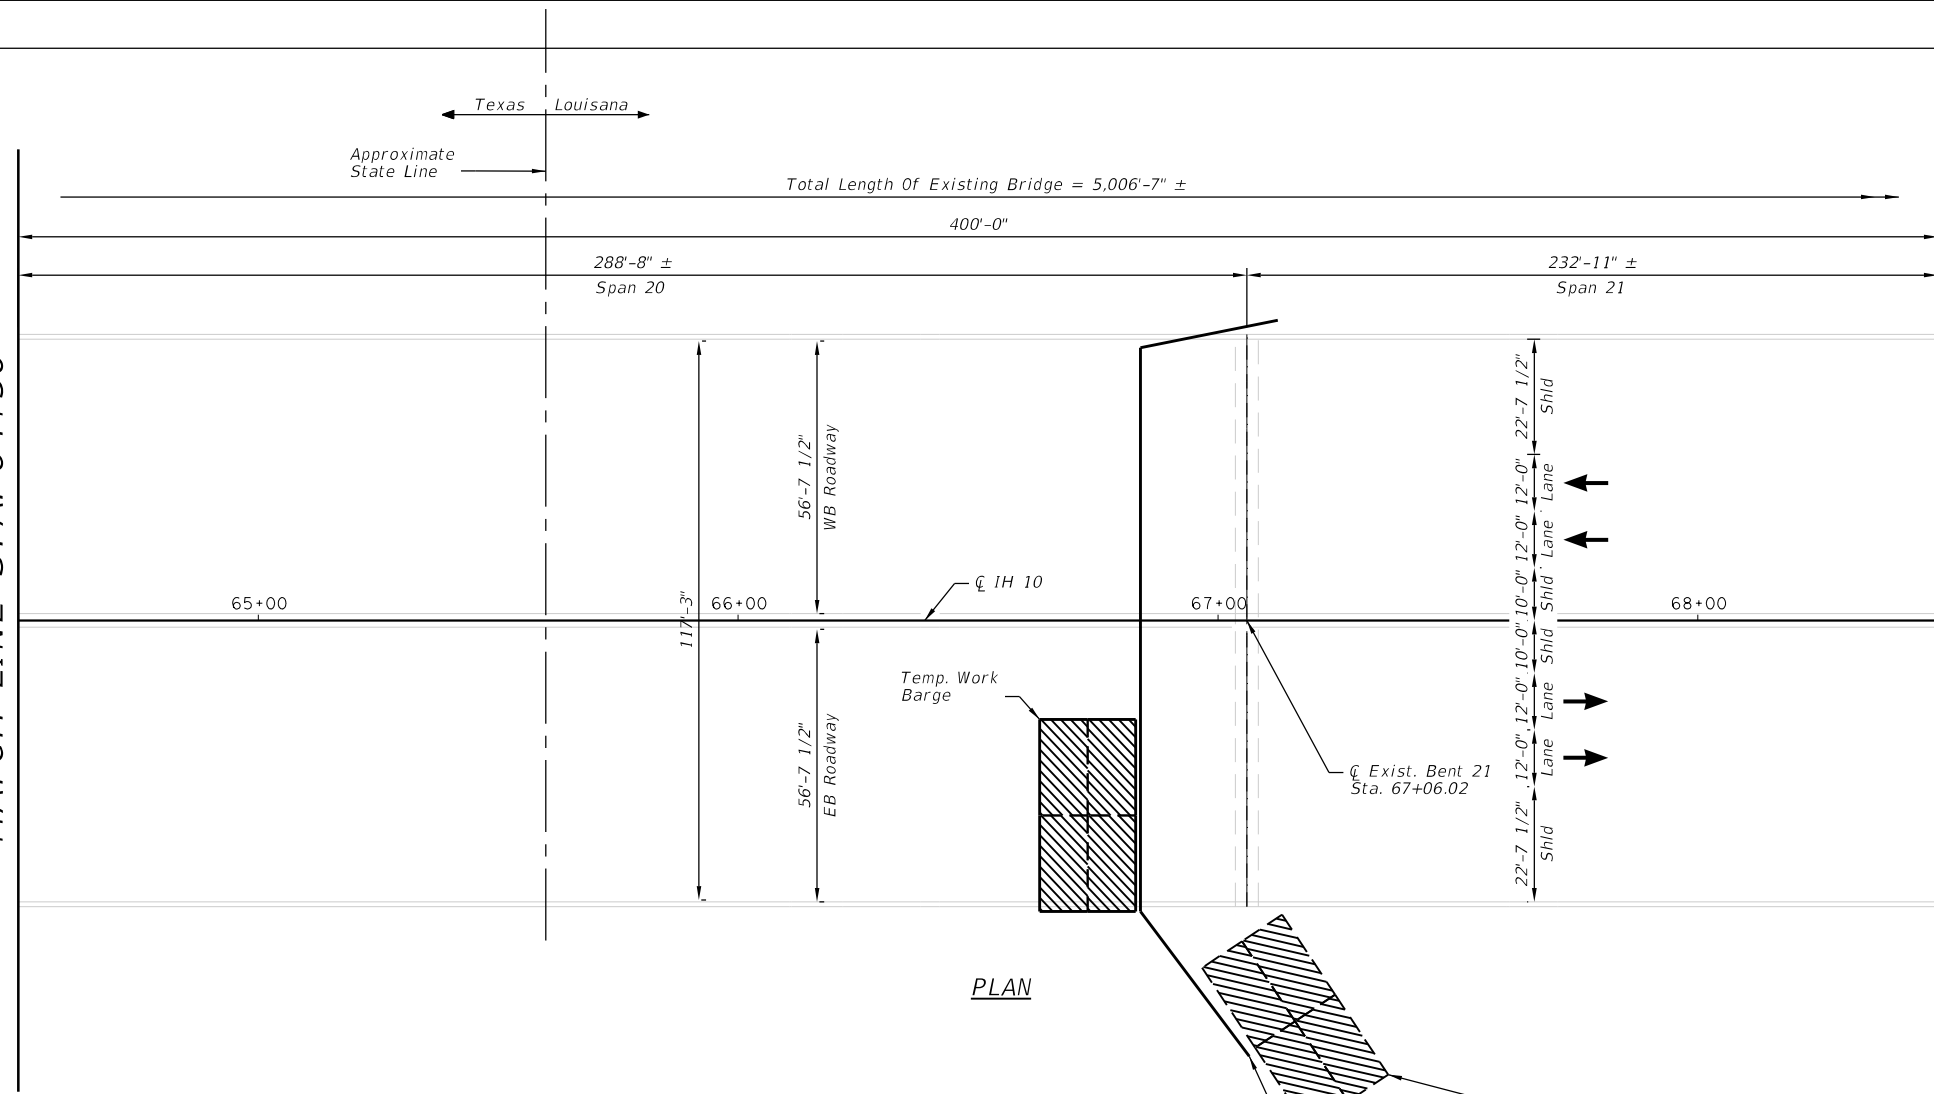 Texas Louisana
Approximate
State Line
Total Length Of Existing Bridge = 5,006'-7" ±
400'-0"
288'-8" ±
Span 20
232'-11" ±
Span 21
117'-3"
56'-7 1/2"
WB Roadway
56'-7 1/2"
EB Roadway
22'-7 1/2"
Shld
12'-0"
Lane
12'-0"
Lane
10'-0"
Shld
10'-0"
Shld
12'-0"
Lane
12'-0"
Lane
22'-7 1/2"
Shld
℄ IH 10
65+00
66+00
67+00
68+00
Temp. Work
Barge
℄ Exist. Bent 21
Sta. 67+06.02
PLAN